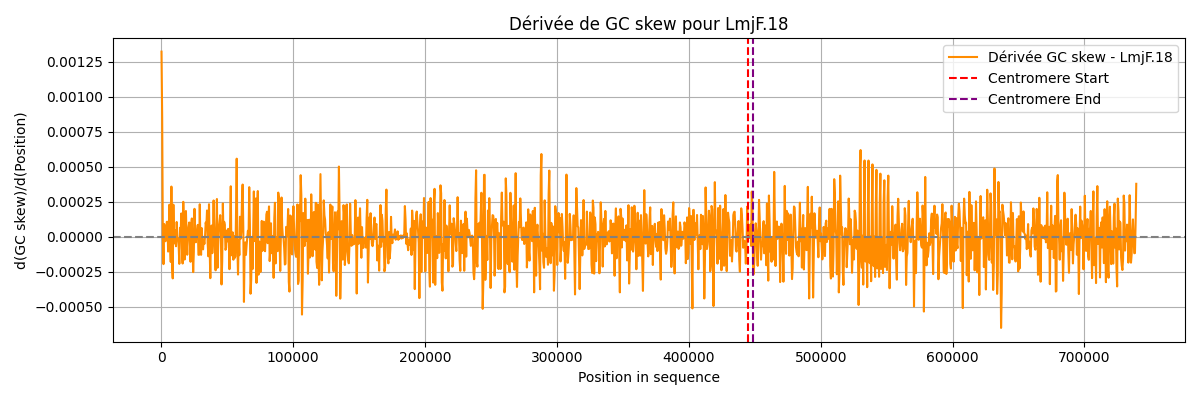 Dérivée de GC skew pour LmjF.18
d(GC skew)/d(Position)
0.00125
0.00100
0.00075
0.00050
0.00025
0.00000
−0.00025
−0.00050
Dérivée GC skew - LmjF.18
Centromere Start
Centromere End
0 100000 200000 300000 400000 500000 600000 700000
Position in sequence